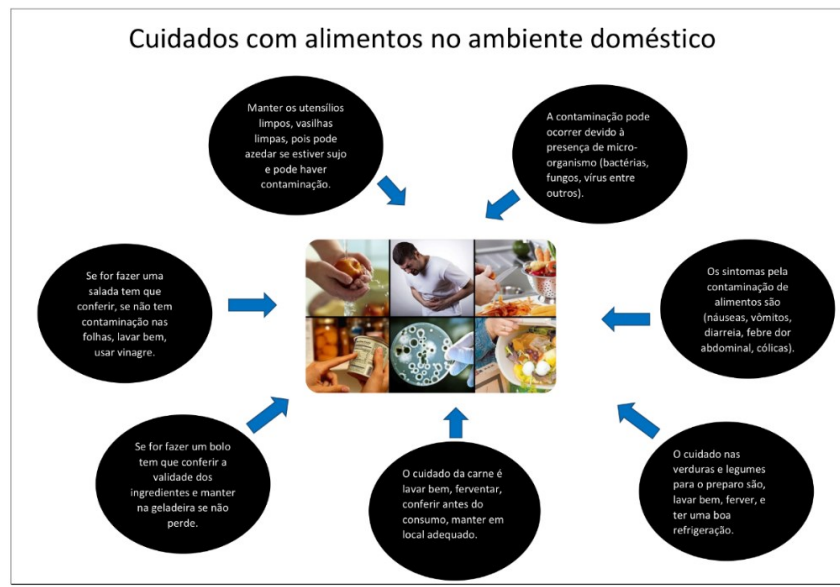 Cuidados com alimentos no ambiente doméstico
Manter os utensílios
limpos, vasilhas
limpas, pois pode
azedar se estiver sujo
e pode haver
contaminação.
A contaminação pode
ocorrer devido à
presença de micro-
organismo (bactérias,
fungos, vírus entre
outros).
Se for fazer uma
salada tem que
conferir, se não tem
contaminação nas
folhas, lavar bem,
usar vinagre.
Os sintomas pela
contaminação de
alimentos são
(náuseas, vômitos,
diarreia, febre dor
abdominal, cólicas).
Se for fazer um bolo
tem que conferir a
validade dos
ingredientes e manter
na geladeira se não
perde.
O cuidado da carne é
lavar bem, ferventar,
conferir antes do
consumo, manter em
local adequado.
O cuidado nas
verduras e legumes
para o preparo são,
lavar bem, ferver, e
ter uma boa
refrigeração.